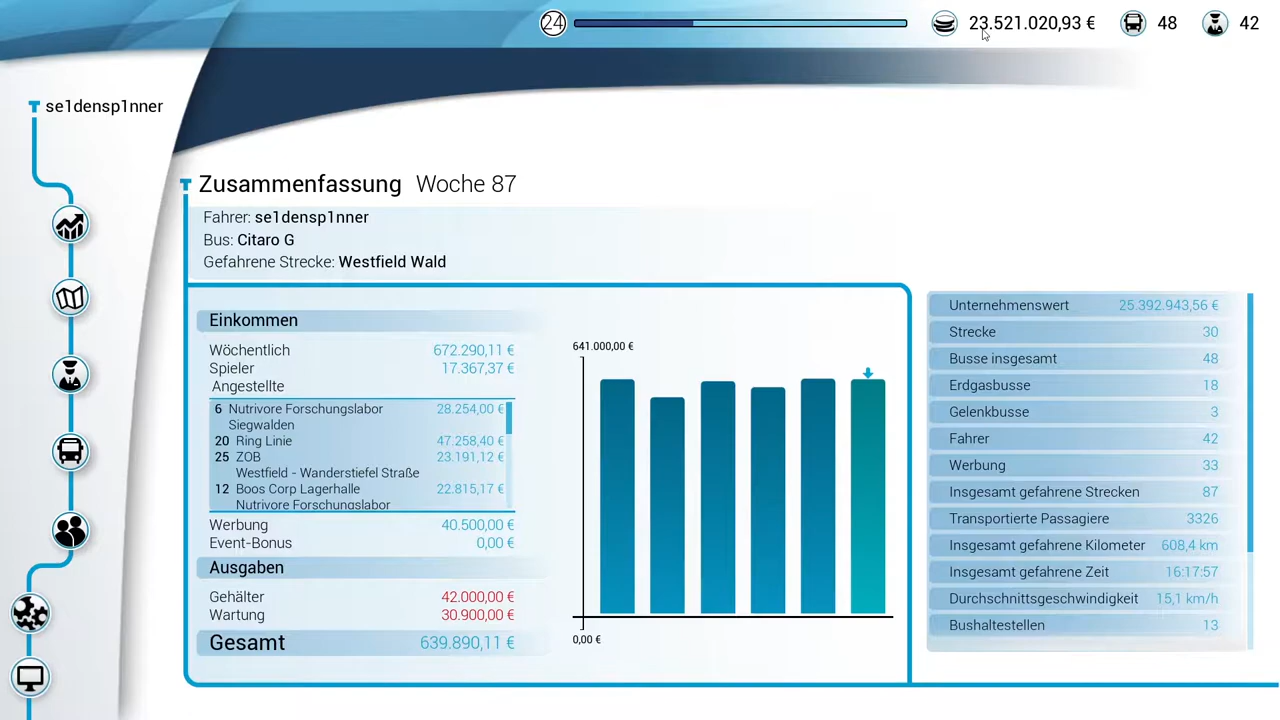 24
23.521.020,93 €
48
42
se1densp1nner
Zusammenfassung Woche 87
Fahrer: se1densp1nner
Bus: Citaro G
Gefahrene Strecke: Westfield Wald
Einkommen
Wöchentlich 672.290,11 €
Spieler 17.367,37 €
Angestellte
6 Nutrivore Forschungslabor 28.254,00 €
Siegwalden
20 Ring Linie 47.258,40 €
25 ZOB 23.191,12 €
Westfield - Wanderstiefel Straße
12 Boos Corp Lagerhalle 22.815,17 €
Nutrivore Forschungslabor
Werbung 40.500,00 €
Event-Bonus 0,00 €
Ausgaben
Gehälter 42.000,00 €
Wartung 30.900,00 €
Gesamt 639.890,11 €
641.000,00 €
0,00 €
Unternehmenswert 25.392.943,56 €
Strecke 30
Busse insgesamt 48
Erdgasbusse 18
Gelenkbusse 3
Fahrer 42
Werbung 33
Insgesamt gefahrene Strecken 87
Transportierte Passagiere 3326
Insgesamt gefahrene Kilometer 608,4 km
Insgesamt gefahrene Zeit 16:17:57
Durchschnittsgeschwindigkeit 15,1 km/h
Bushaltestellen 13